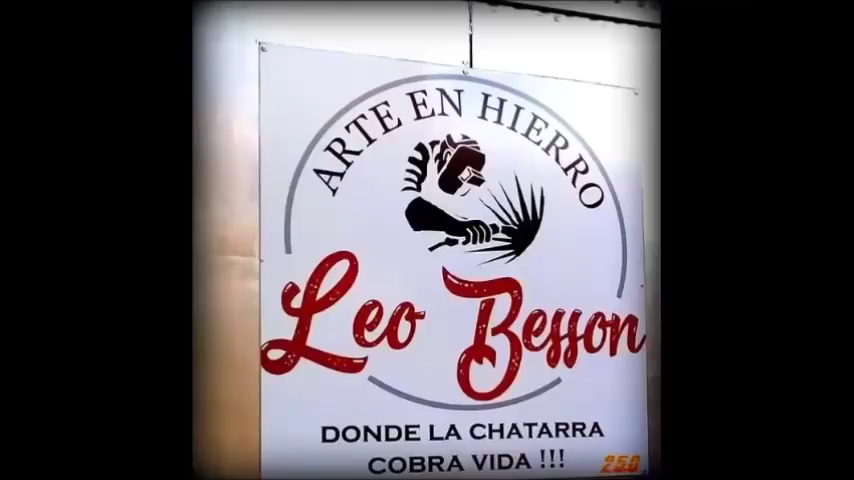 ARTE EN HIERRO
Leo Besson
DONDE LA CHATARRA
COBRA VIDA !!!
250